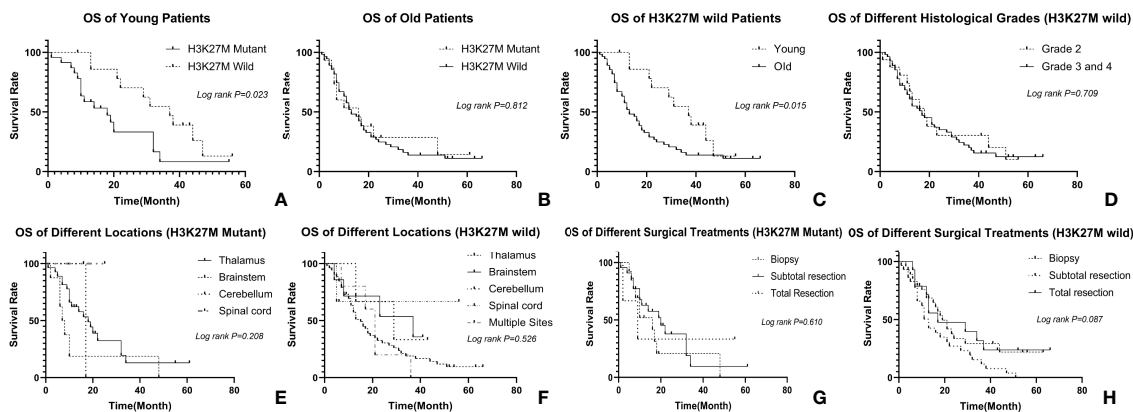 OS of Young Patients
Survival Rate
100
50
0
0
20
40
60
H3K27M Mutant
H3K27M Wild
Log rank P=0.023
Time(Month)
A
OS of Old Patients
Survival Rate
100
50
0
0
20
40
60
80
H3K27M Mutant
H3K27M Wild
Log rank P=0.812
Time(Month)
B
OS of H3K27M wild Patients
Survival Rate
100
50
0
0
20
40
60
80
Young
Old
Log rank P=0.015
Time(Month)
C
OS of Different Histological Grades (H3K27M wild)
Survival Rate
100
50
0
0
20
40
60
80
Grade 2
Grade 3 and 4
Log rank P=0.709
Time(Month)
D
OS of Different Locations (H3K27M Mutant)
Survival Rate
100
50
0
0
20
40
60
80
Thalamus
Brainstem
Cerebellum
Spinal cord
Log rank P=0.208
Time(Month)
E
OS of Different Locations (H3K27M wild)
Survival Rate
100
50
0
0
20
40
60
80
Thalamus
Brainstem
Cerebellum
Spinal cord
Multiple Sites
Log rank P=0.526
Time(Month)
F
OS of Different Surgical Treatments (H3K27M Mutant)
Survival Rate
100
50
0
0
20
40
60
80
Biopsy
Subtotal resection
Total Resection
Log rank P=0.610
Time(Month)
G
OS of Different Surgical Treatments (H3K27M wild)
Survival Rate
100
50
0
0
20
40
60
80
Biopsy
Subtotal resection
Total resection
Log rank P=0.087
Time(Month)
H